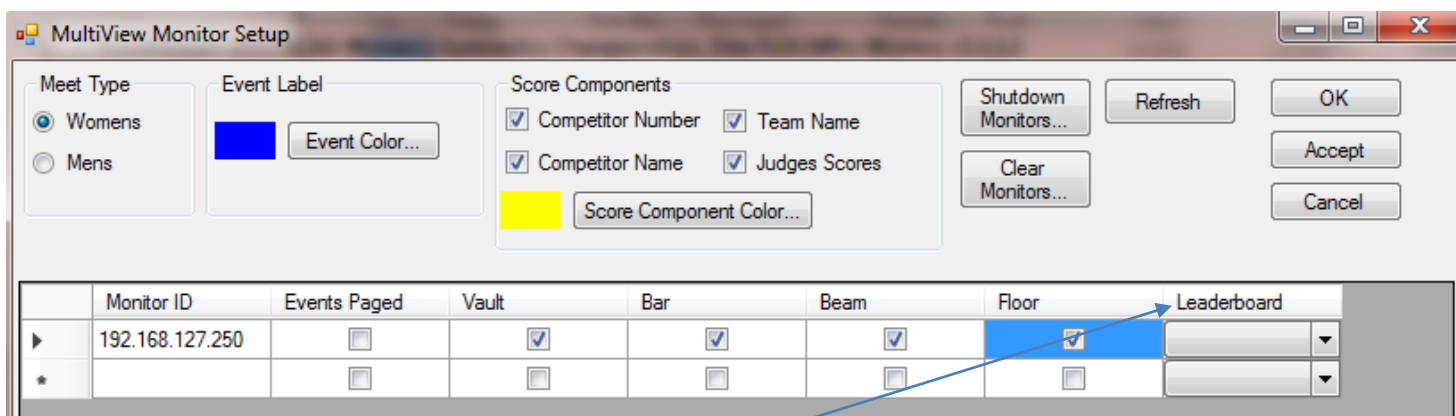 MultiView Monitor Setup
Meet Type
Womens
Mens
Event Label
Event Color...
Score Components
Competitor Number
Team Name
Competitor Name
Judges Scores
Score Component Color...
Shutdown
Monitors...
Clear
Monitors...
Refresh
OK
Accept
Cancel
Monitor ID Events Paged Vault Bar Beam Floor Leaderboard
192.168.127.250
*